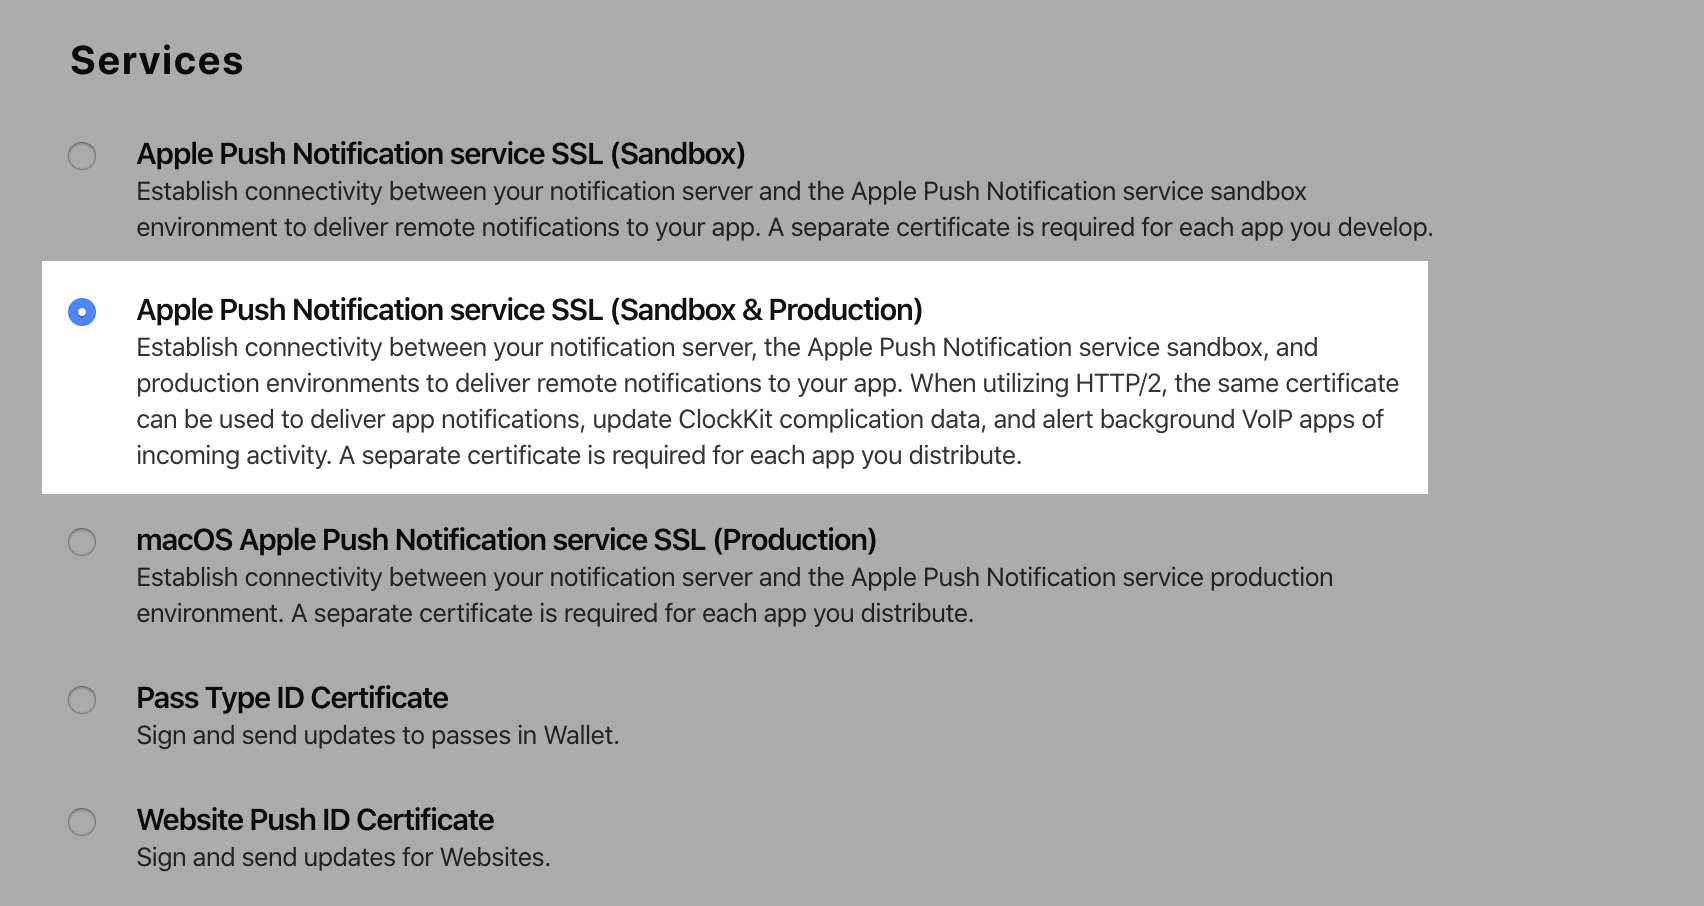 Services
Apple Push Notification service SSL (Sandbox)
Establish connectivity between your notification server and the Apple Push Notification service sandbox
environment to deliver remote notifications to your app. A separate certificate is required for each app you develop.
Apple Push Notification service SSL (Sandbox & Production)
Establish connectivity between your notification server, the Apple Push Notification service sandbox, and
production environments to deliver remote notifications to your app. When utilizing HTTP/2, the same certificate
can be used to deliver app notifications, update ClockKit complication data, and alert background VoIP apps of
incoming activity. A separate certificate is required for each app you distribute.
macOS Apple Push Notification service SSL (Production)
Establish connectivity between your notification server and the Apple Push Notification service production
environment. A separate certificate is required for each app you distribute.
Pass Type ID Certificate
Sign and send updates to passes in Wallet.
Website Push ID Certificate
Sign and send updates for Websites.